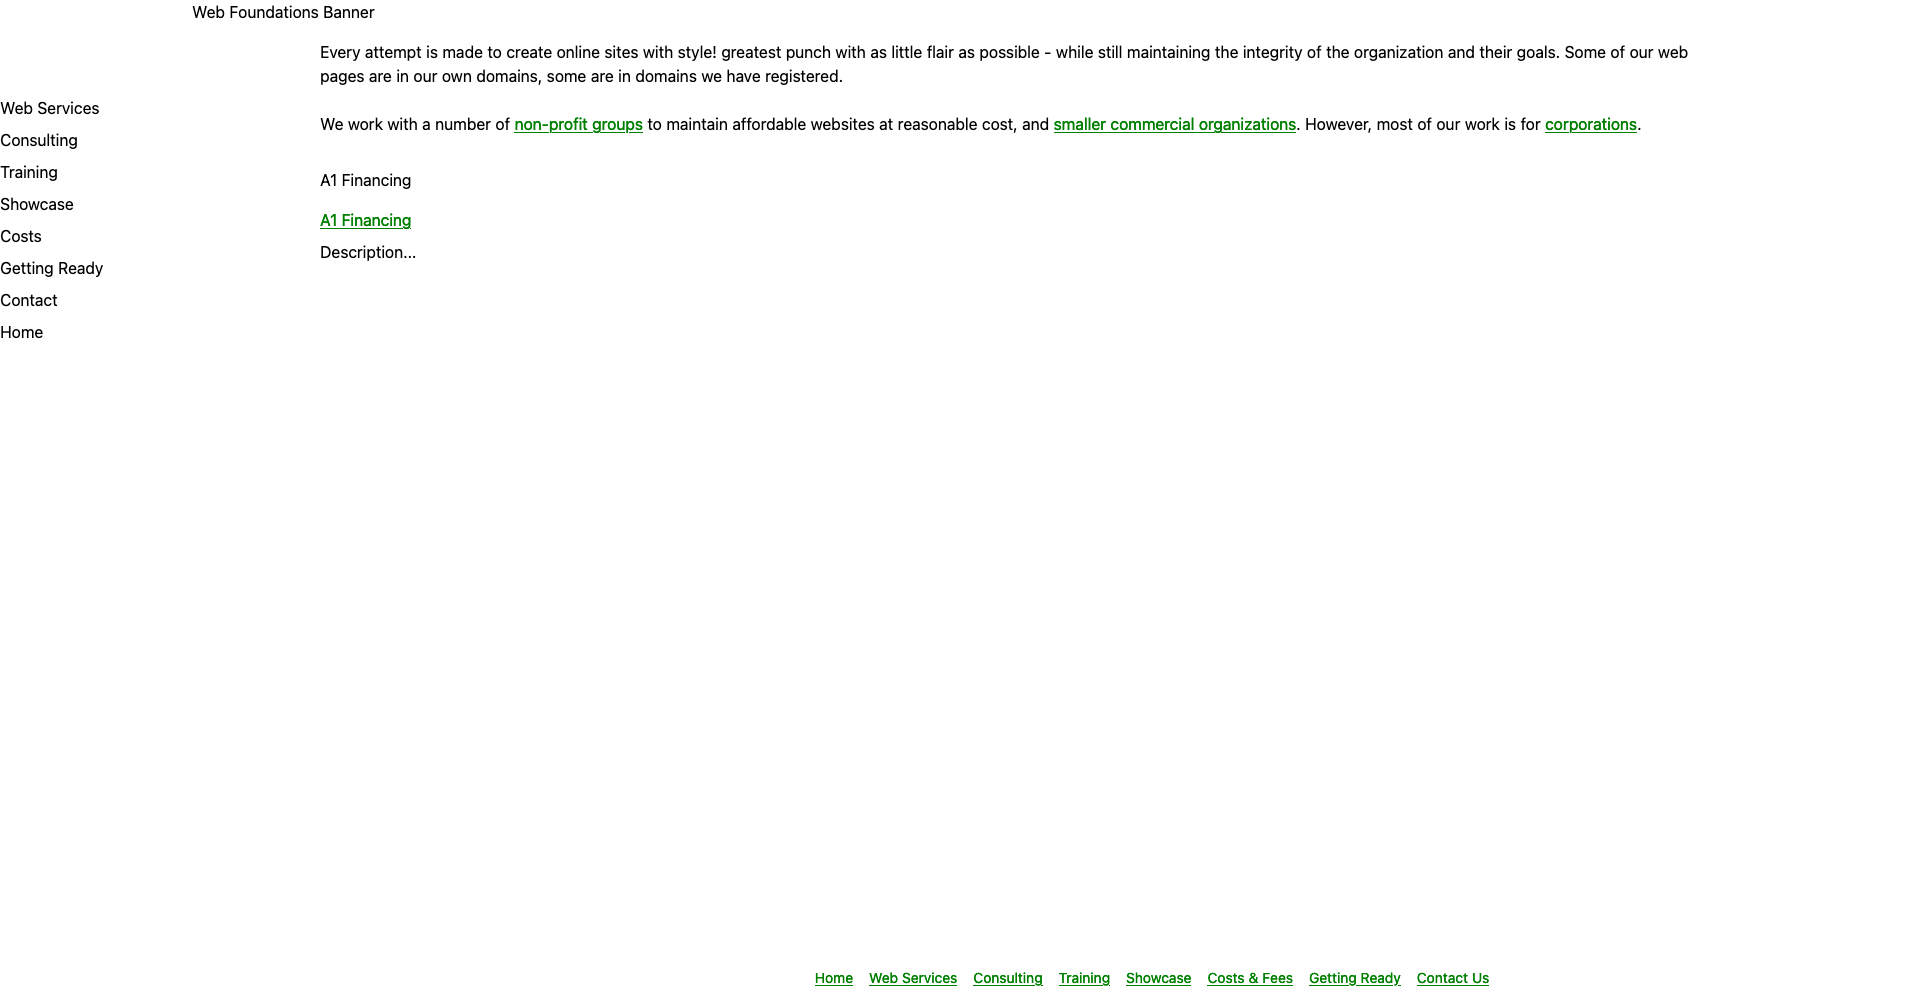 Web Foundations Banner
Every attempt is made to create online sites with style! greatest punch with as little flair as possible - while still maintaining the integrity of the organization and their goals. Some of our web
pages are in our own domains, some are in domains we have registered.
Web Services
We work with a number of non-profit groups to maintain affordable websites at reasonable cost, and smaller commercial organizations. However, most of our work is for corporations.
Consulting
Training
A1 Financing
Showcase
A1 Financing
Costs
Description...
Getting Ready
Contact
Home
Home Web Services Consulting Training Showcase Costs & Fees Getting Ready Contact Us